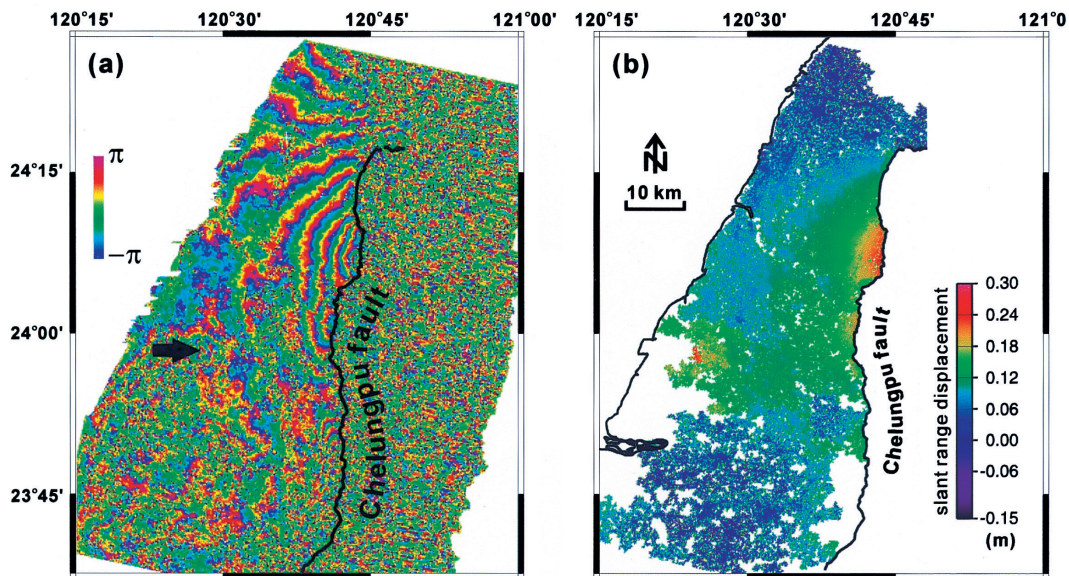 120°15' 120°30' 120°45' 121°00'
120°15' 120°30' 120°45' 121°0
(a)
(b)
π
−π
24°15'
24°00'
23°45'
N
10 km
Chelungpu fault
Chelungpu fault
slant range displacement
0.30
0.24
0.18
0.12
0.06
0.00
-0.06
-0.15
(m)